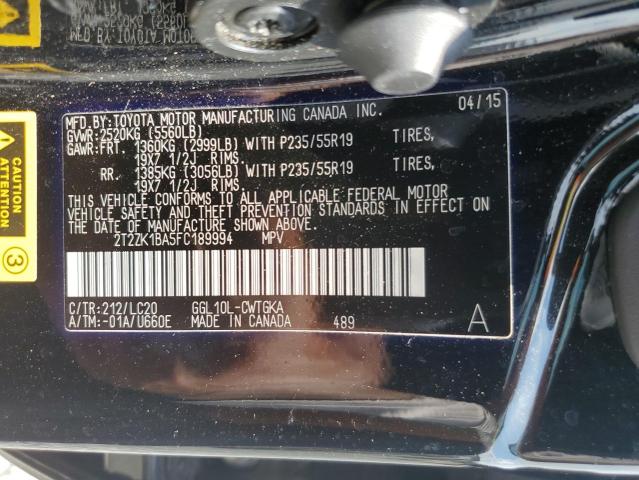 MFD.BY:TOYOTA MOTOR MANUFACTURING CANADA INC. 04/15
GVWR:2520KG (5560LB)
GAWR:FRT. 1360KG (2999LB) WITH P235/55R19 TIRES,
19X7 1/2J RIMS.
RR. 1385KG (3056LB) WITH P235/55R19 TIRES,
19X7 1/2J RIMS.
THIS VEHICLE CONFORMS TO ALL APPLICABLE FEDERAL MOTOR
VEHICLE SAFETY AND THEFT PREVENTION STANDARDS IN EFFECT ON
THE DATE OF MANUFACTURE SHOWN ABOVE.
2T2ZK1BA5FC189994 MPV
C/TR:212/LC20 GGL10L-CWTGKA
A/TM:-01A/U660E MADE IN CANADA 489 A
3